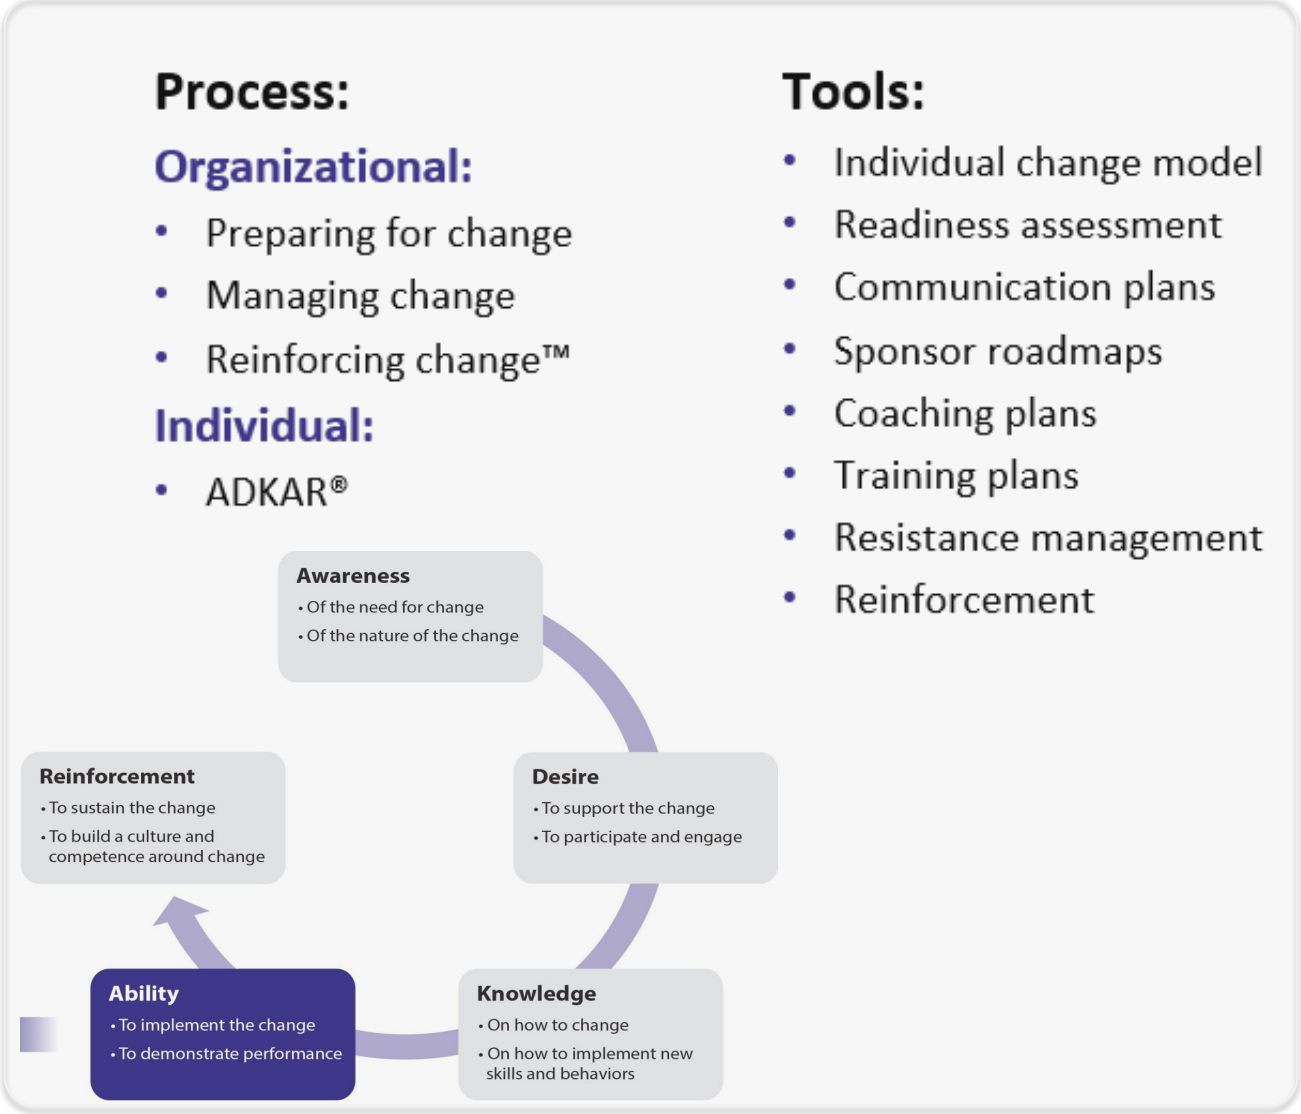 Process:
Organizational:
• Preparing for change
• Managing change
• Reinforcing change™
Individual:
• ADKAR®
Tools:
• Individual change model
• Readiness assessment
• Communication plans
• Sponsor roadmaps
• Coaching plans
• Training plans
• Resistance management
• Reinforcement
Awareness
• Of the need for change
• Of the nature of the change
Desire
• To support the change
• To participate and engage
Knowledge
• On how to change
• On how to implement new
skills and behaviors
Ability
• To implement the change
• To demonstrate performance
Reinforcement
• To sustain the change
• To build a culture and
competence around change